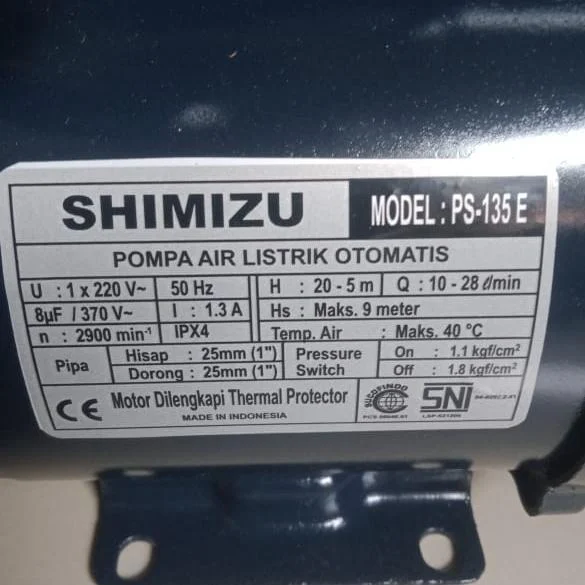 SHIMIZU MODEL : PS-135 E
POMPA AIR LISTRIK OTOMATIS
U : 1 x 220 V~ 50 Hz H : 20 - 5 m Q : 10 - 28 ℓ/min
8µF / 370 V~ I : 1.3 A Hs : Maks. 9 meter
n : 2900 min-¹ IPX4 Temp. Air : Maks. 40 °C
Pipa Hisap : 25mm (1") Pressure Switch On : 1.1 kgf/cm²
Dorong : 25mm (1") Off : 1.8 kgf/cm²
CE Motor Dilengkapi Thermal Protector SUCOFINDO SNI
MADE IN INDONESIA